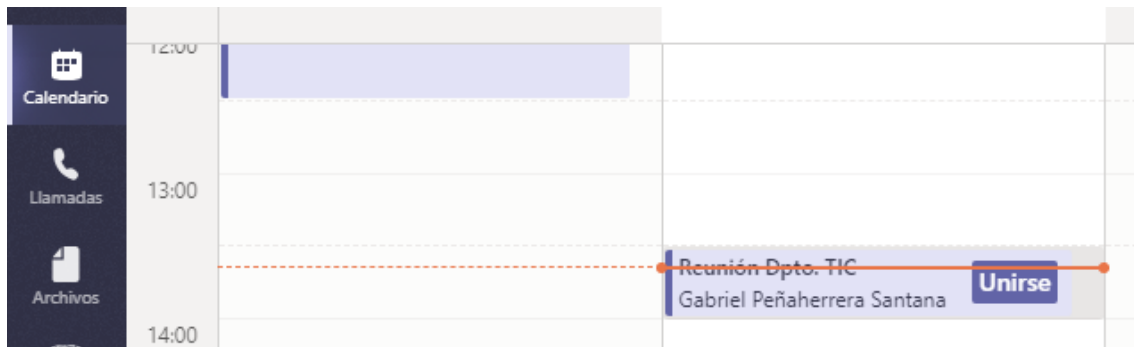 12:00
Calendario
13:00
Llamadas
Reunión Dpto. TIC
Unirse
Gabriel Peñaherrera Santana
Archivos
14:00